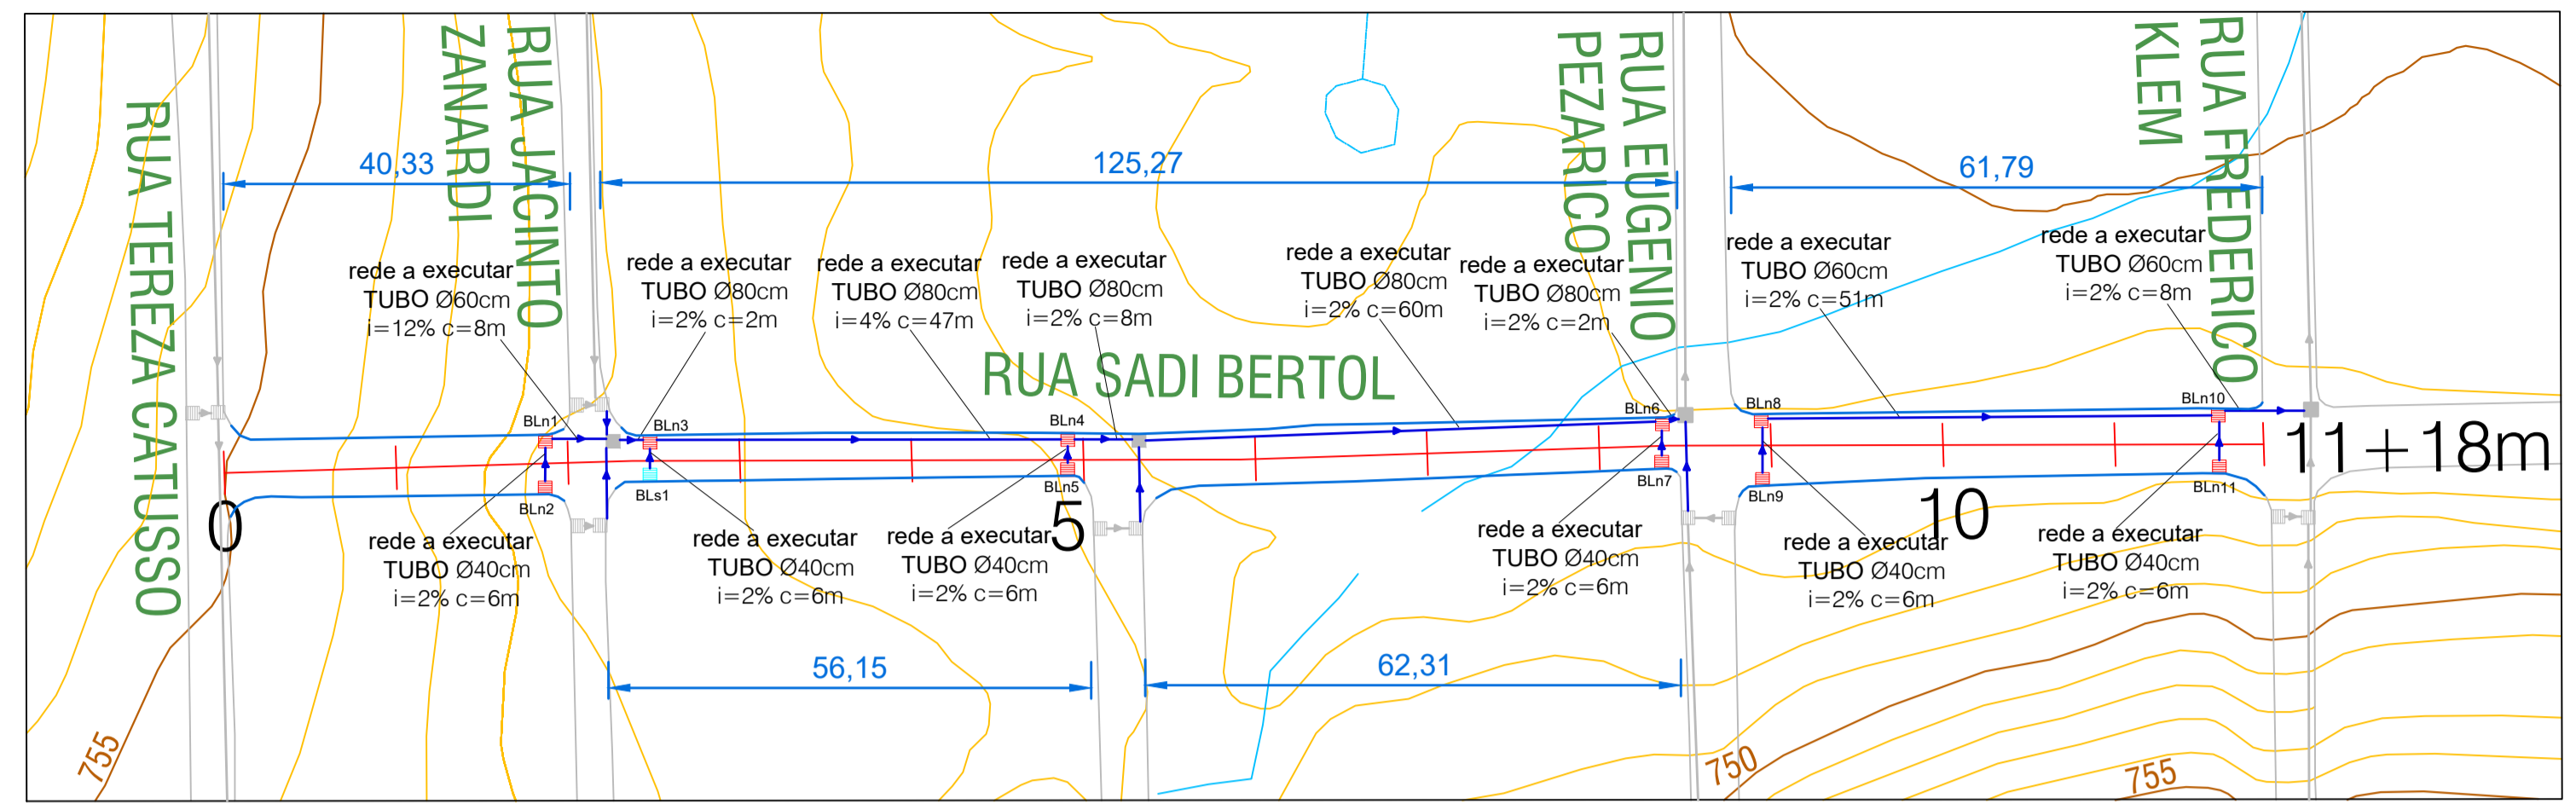 RUA TEREZA CATUSSO
RUA JACINTO
ZANARDI
RUA EUGENIO
PEZARICO
RUA FREDERICO
KLEM
40,33
125,27
61,79
rede a executar
TUBO Ø60cm
i=12% c=8m
rede a executar
TUBO Ø80cm
i=2% c=2m
rede a executar
TUBO Ø80cm
i=4% c=47m
rede a executar
TUBO Ø80cm
i=2% c=8m
rede a executar
TUBO Ø80cm
i=2% c=60m
rede a executar
TUBO Ø80cm
i=2% c=2m
rede a executar
TUBO Ø60cm
i=2% c=51m
rede a executar
TUBO Ø60cm
i=2% c=8m
RUA SADI BERTOL
BLn1
BLn3
BLn4
BLn6
BLn8
BLn10
11+18m
BLn2
BLs1
BLn5
BLn7
BLn9
BLn11
0
5
10
rede a executar
TUBO Ø40cm
i=2% c=6m
rede a executar
TUBO Ø40cm
i=2% c=6m
rede a executar
TUBO Ø40cm
i=2% c=6m
rede a executar
TUBO Ø40cm
i=2% c=6m
rede a executar
TUBO Ø40cm
i=2% c=6m
rede a executar
TUBO Ø40cm
i=2% c=6m
56,15
62,31
755
750
755